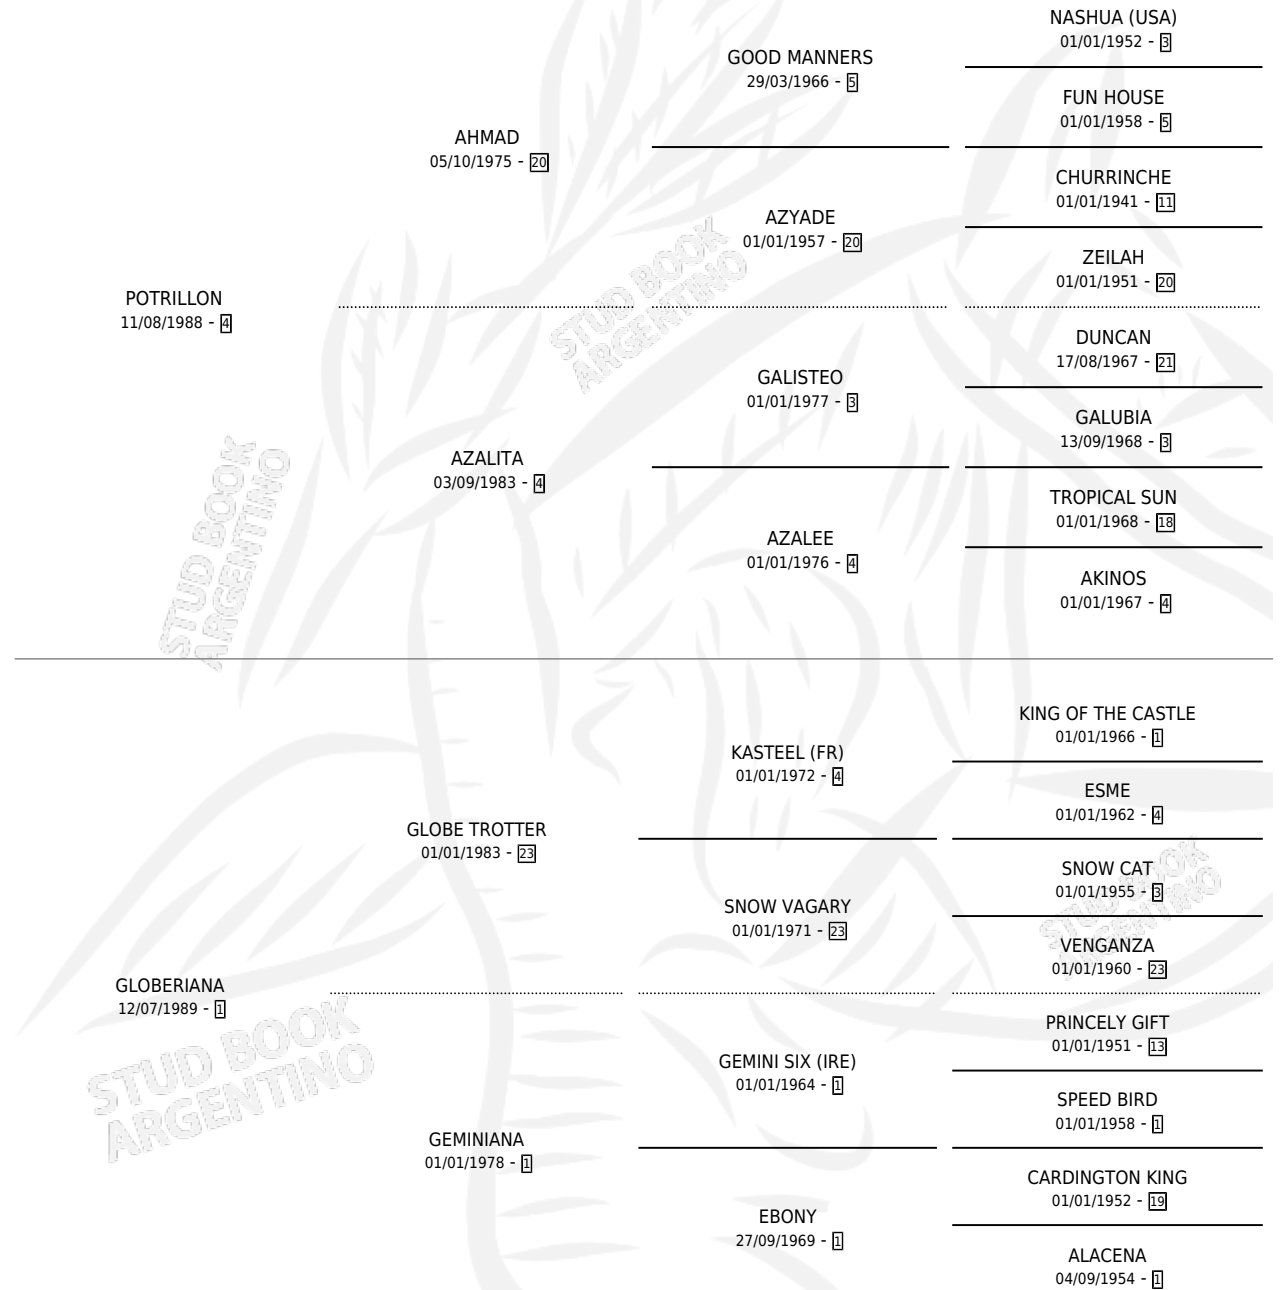 NASHUA (USA)
01/01/1952 - 3
GOOD MANNERS
29/03/1966 - 5
FUN HOUSE
01/01/1958 - 5
AHMAD
05/10/1975 - 20
CHURRINCHE
01/01/1941 - 11
AZYADE
01/01/1957 - 20
ZEILAH
01/01/1951 - 20
POTRILLON
11/08/1988 - 4
DUNCAN
17/08/1967 - 21
GALISTEO
01/01/1977 - 3
GALUBIA
13/09/1968 - 3
AZALITA
03/09/1983 - 4
TROPICAL SUN
01/01/1968 - 18
AZALEE
01/01/1976 - 4
AKINOS
01/01/1967 - 4
KING OF THE CASTLE
01/01/1966 - 1
KASTEEL (FR)
01/01/1972 - 4
ESME
01/01/1962 - 4
GLOBE TROTTER
01/01/1983 - 23
SNOW CAT
01/01/1955 - 3
SNOW VAGARY
01/01/1971 - 23
VENGANZA
01/01/1960 - 23
GLOBERIANA
12/07/1989 - 1
PRINCELY GIFT
01/01/1951 - 13
GEMINI SIX (IRE)
01/01/1964 - 1
SPEED BIRD
01/01/1958 - 1
GEMINIANA
01/01/1978 - 1
CARDINGTON KING
01/01/1952 - 19
EBONY
27/09/1969 - 1
ALACENA
04/09/1954 - 1
STUD BOOK
ARGENTINO
STUD BOOK
ARGENTINO
STUD BOOK
ARGENTINO
STUD BOOK
ARGENTINO